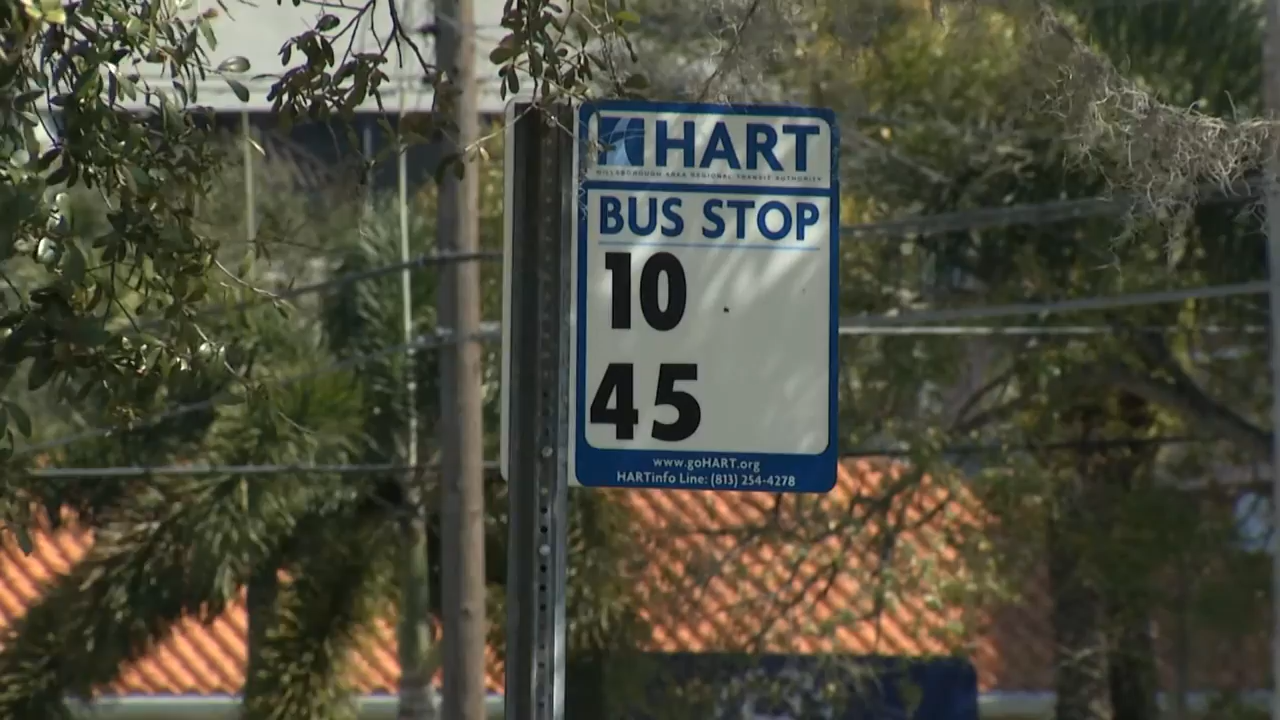 HART
HILLSBOROUGH AREA REGIONAL TRANSIT AUTHORITY
BUS STOP
10
45
www.goHART.org
HARTinfo Line: (813) 254-4278